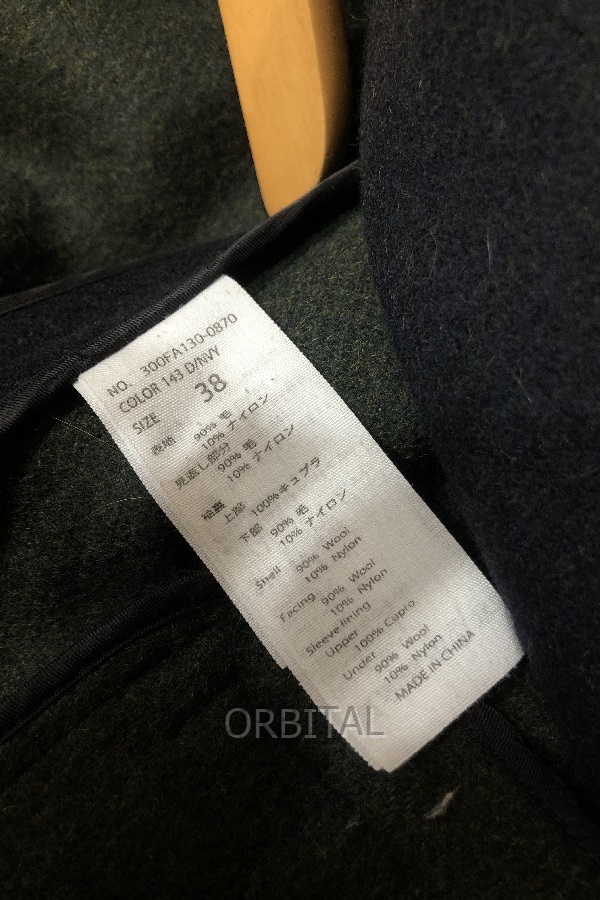 NO. 300FA130-0870
COLOR 143 D/NVY
SIZE 38
表地 90% 毛
10% ナイロン
見返し部分
90% 毛
10% ナイロン
袖裏
上部 100% キュプラ
下部 90% 毛
10% ナイロン
Shell 90% Wool
10% Nylon
Facing 90% Wool
10% Nylon
Sleeve lining
Upper 100% Cupro
Under 90% Wool
10% Nylon
MADE IN CHINA
ORBITAL